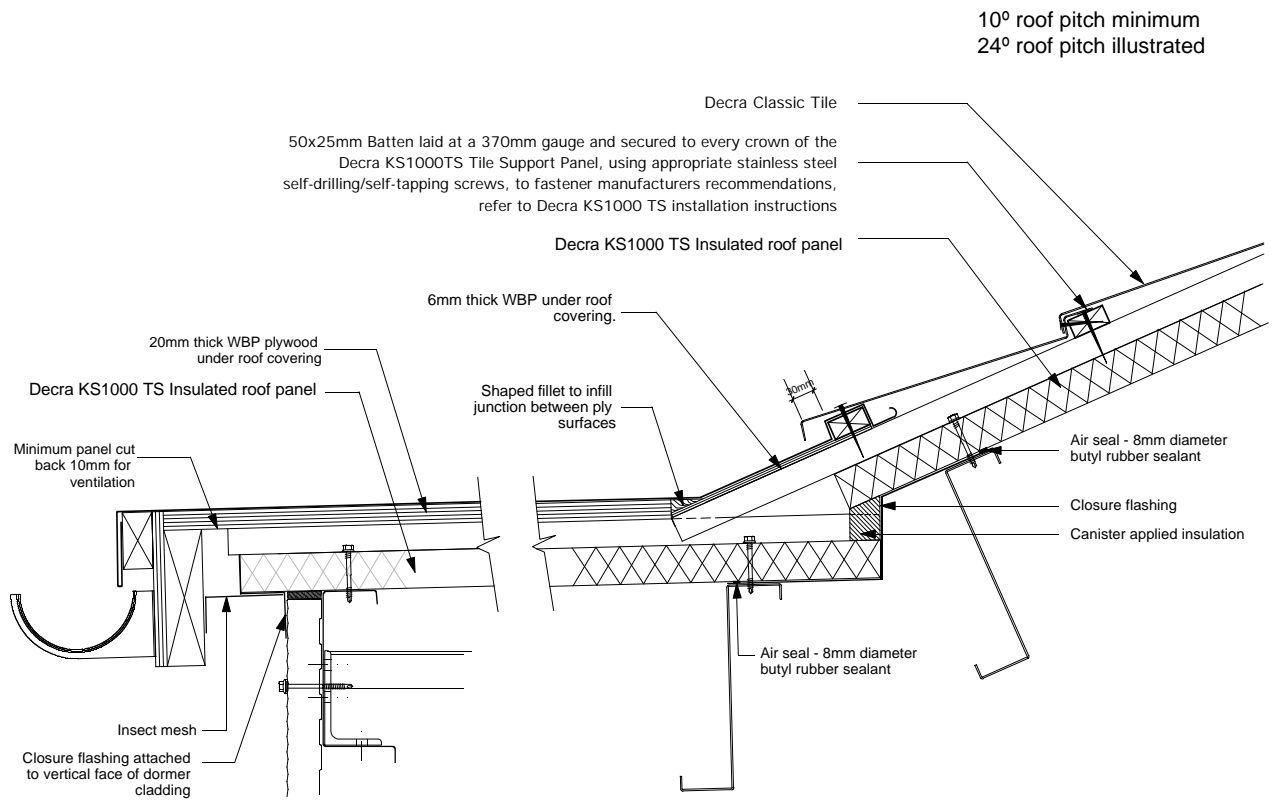 10º roof pitch minimum
24º roof pitch illustrated
Decra Classic Tile
50x25mm Batten laid at a 370mm gauge and secured to every crown of the
Decra KS1000TS Tile Support Panel, using appropriate stainless steel
self-drilling/self-tapping screws, to fastener manufacturers recommendations,
refer to Decra KS1000 TS installation instructions
Decra KS1000 TS Insulated roof panel
6mm thick WBP under roof
covering.
20mm thick WBP plywood
under roof covering
Decra KS1000 TS Insulated roof panel
Shaped fillet to infill
junction between ply
surfaces
30mm
Minimum panel cut
back 10mm for
ventilation
Air seal - 8mm diameter
butyl rubber sealant
Closure flashing
Canister applied insulation
Air seal - 8mm diameter
butyl rubber sealant
Insect mesh
Closure flashing attached
to vertical face of dormer
cladding